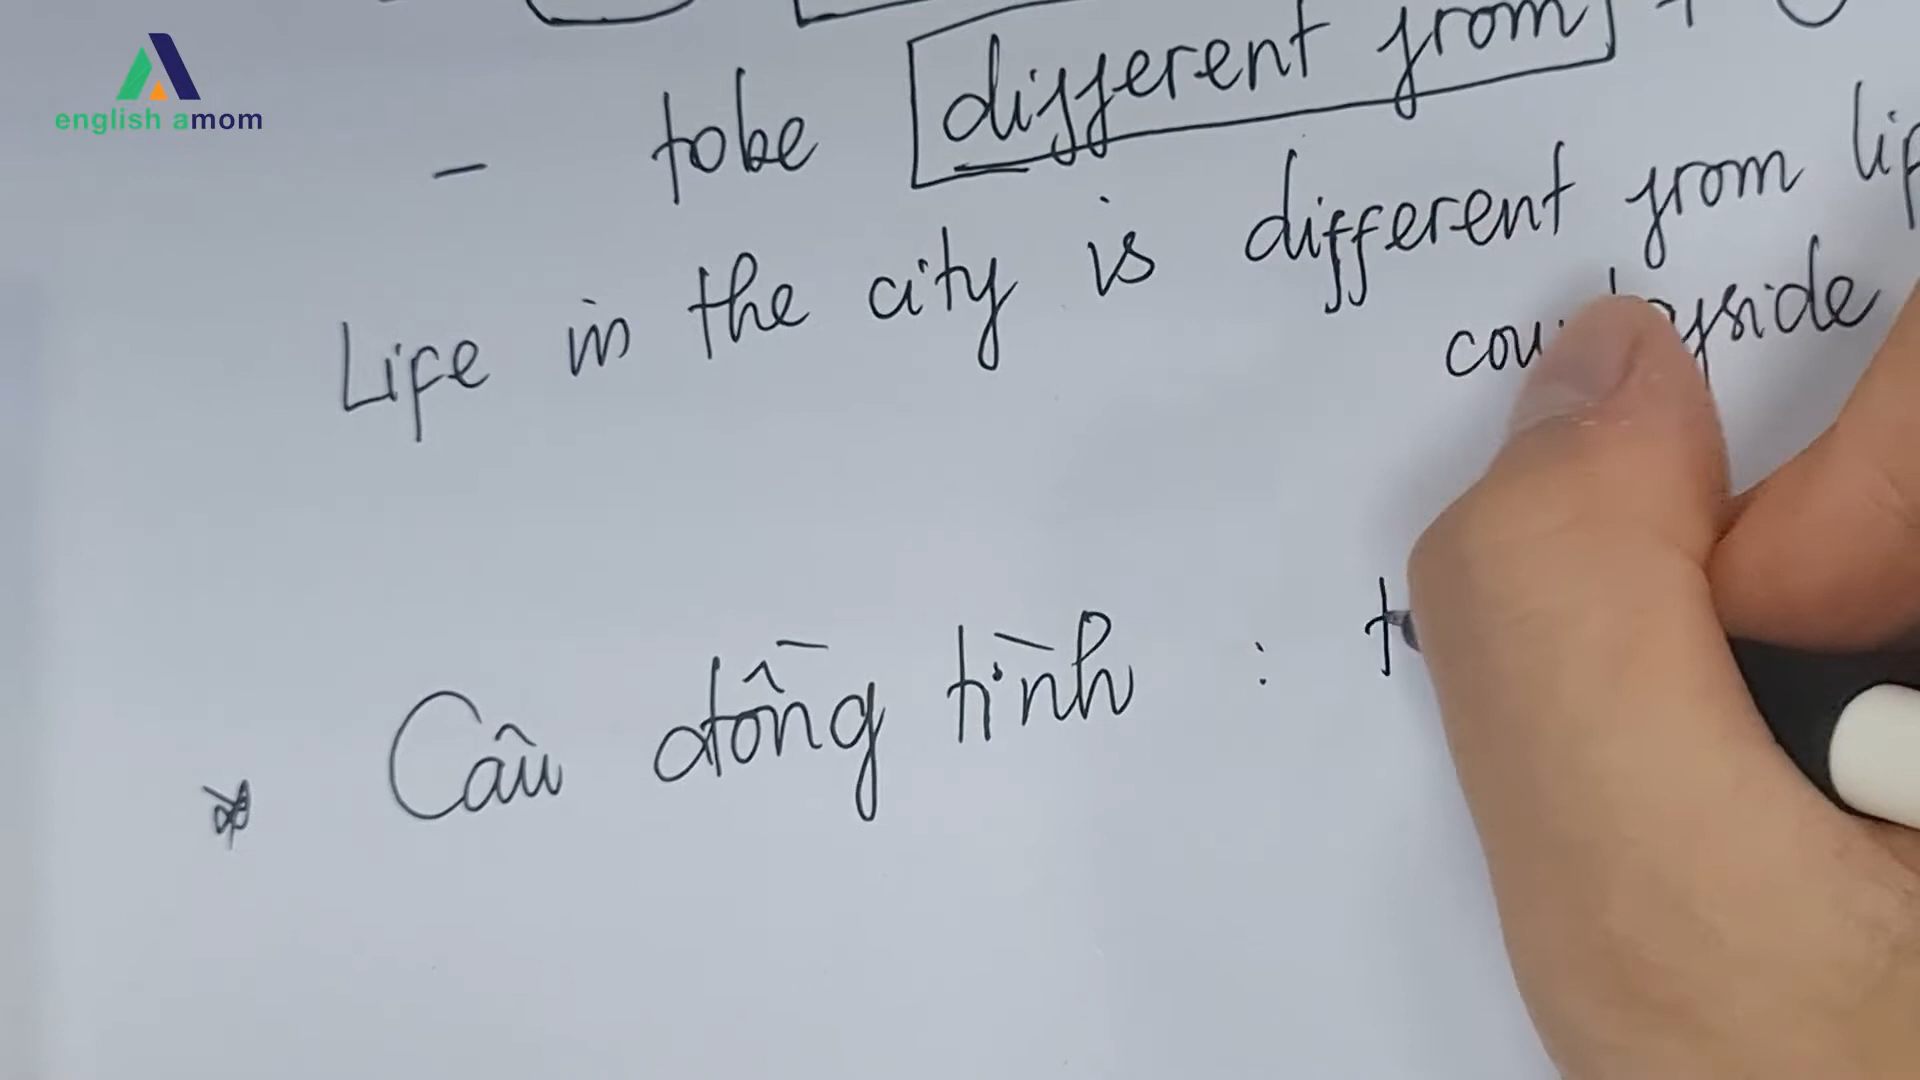 english amom
- tobe different from +
Life in the city is different from
countryside
* Câu đồng tình :